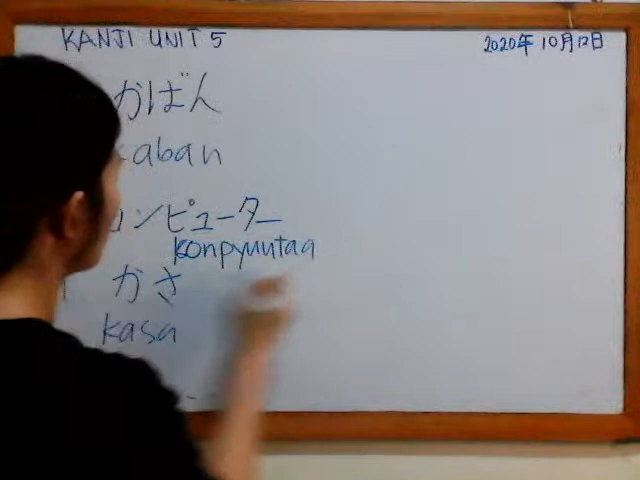 KANJI UNIT 5
2020年 10月12日
かばん
kaban
コンピューター
konpyuutaa
かさ
kasa